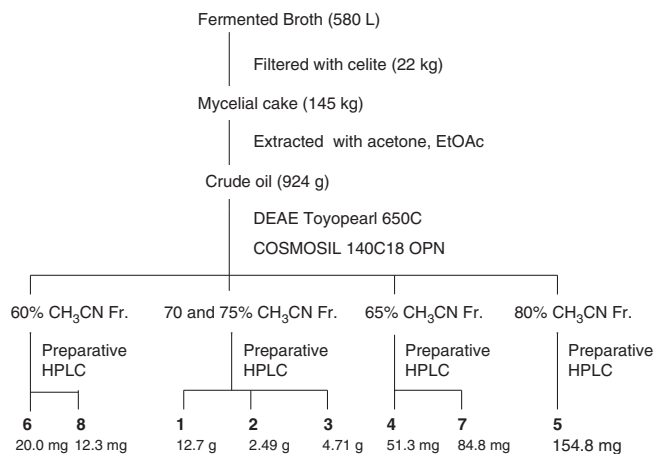 Fermented Broth (580 L)
Filtered with celite (22 kg)
Mycelial cake (145 kg)
Extracted with acetone, EtOAc
Crude oil (924 g)
DEAE Toyopearl 650C
COSMOSIL 140C18 OPN
60% CH₃CN Fr. 70 and 75% CH₃CN Fr. 65% CH₃CN Fr. 80% CH₃CN Fr.
Preparative Preparative Preparative Preparative
HPLC HPLC HPLC HPLC
6 8 1 2 3 4 7 5
20.0 mg 12.3 mg 12.7 g 2.49 g 4.71 g 51.3 mg 84.8 mg 154.8 mg